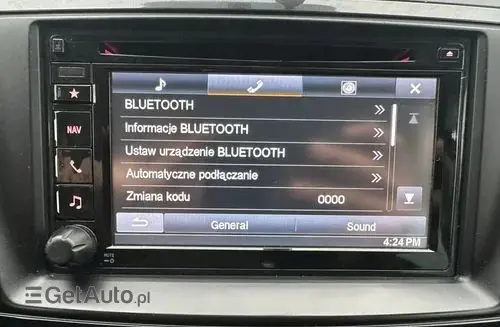 BLUETOOTH
Informacje BLUETOOTH
NAV
Ustaw urządzenie BLUETOOTH
Automatyczne podłączanie
Zmiana kodu 0000
General Sound
4:24 PM
MUTE
GetAuto.pl